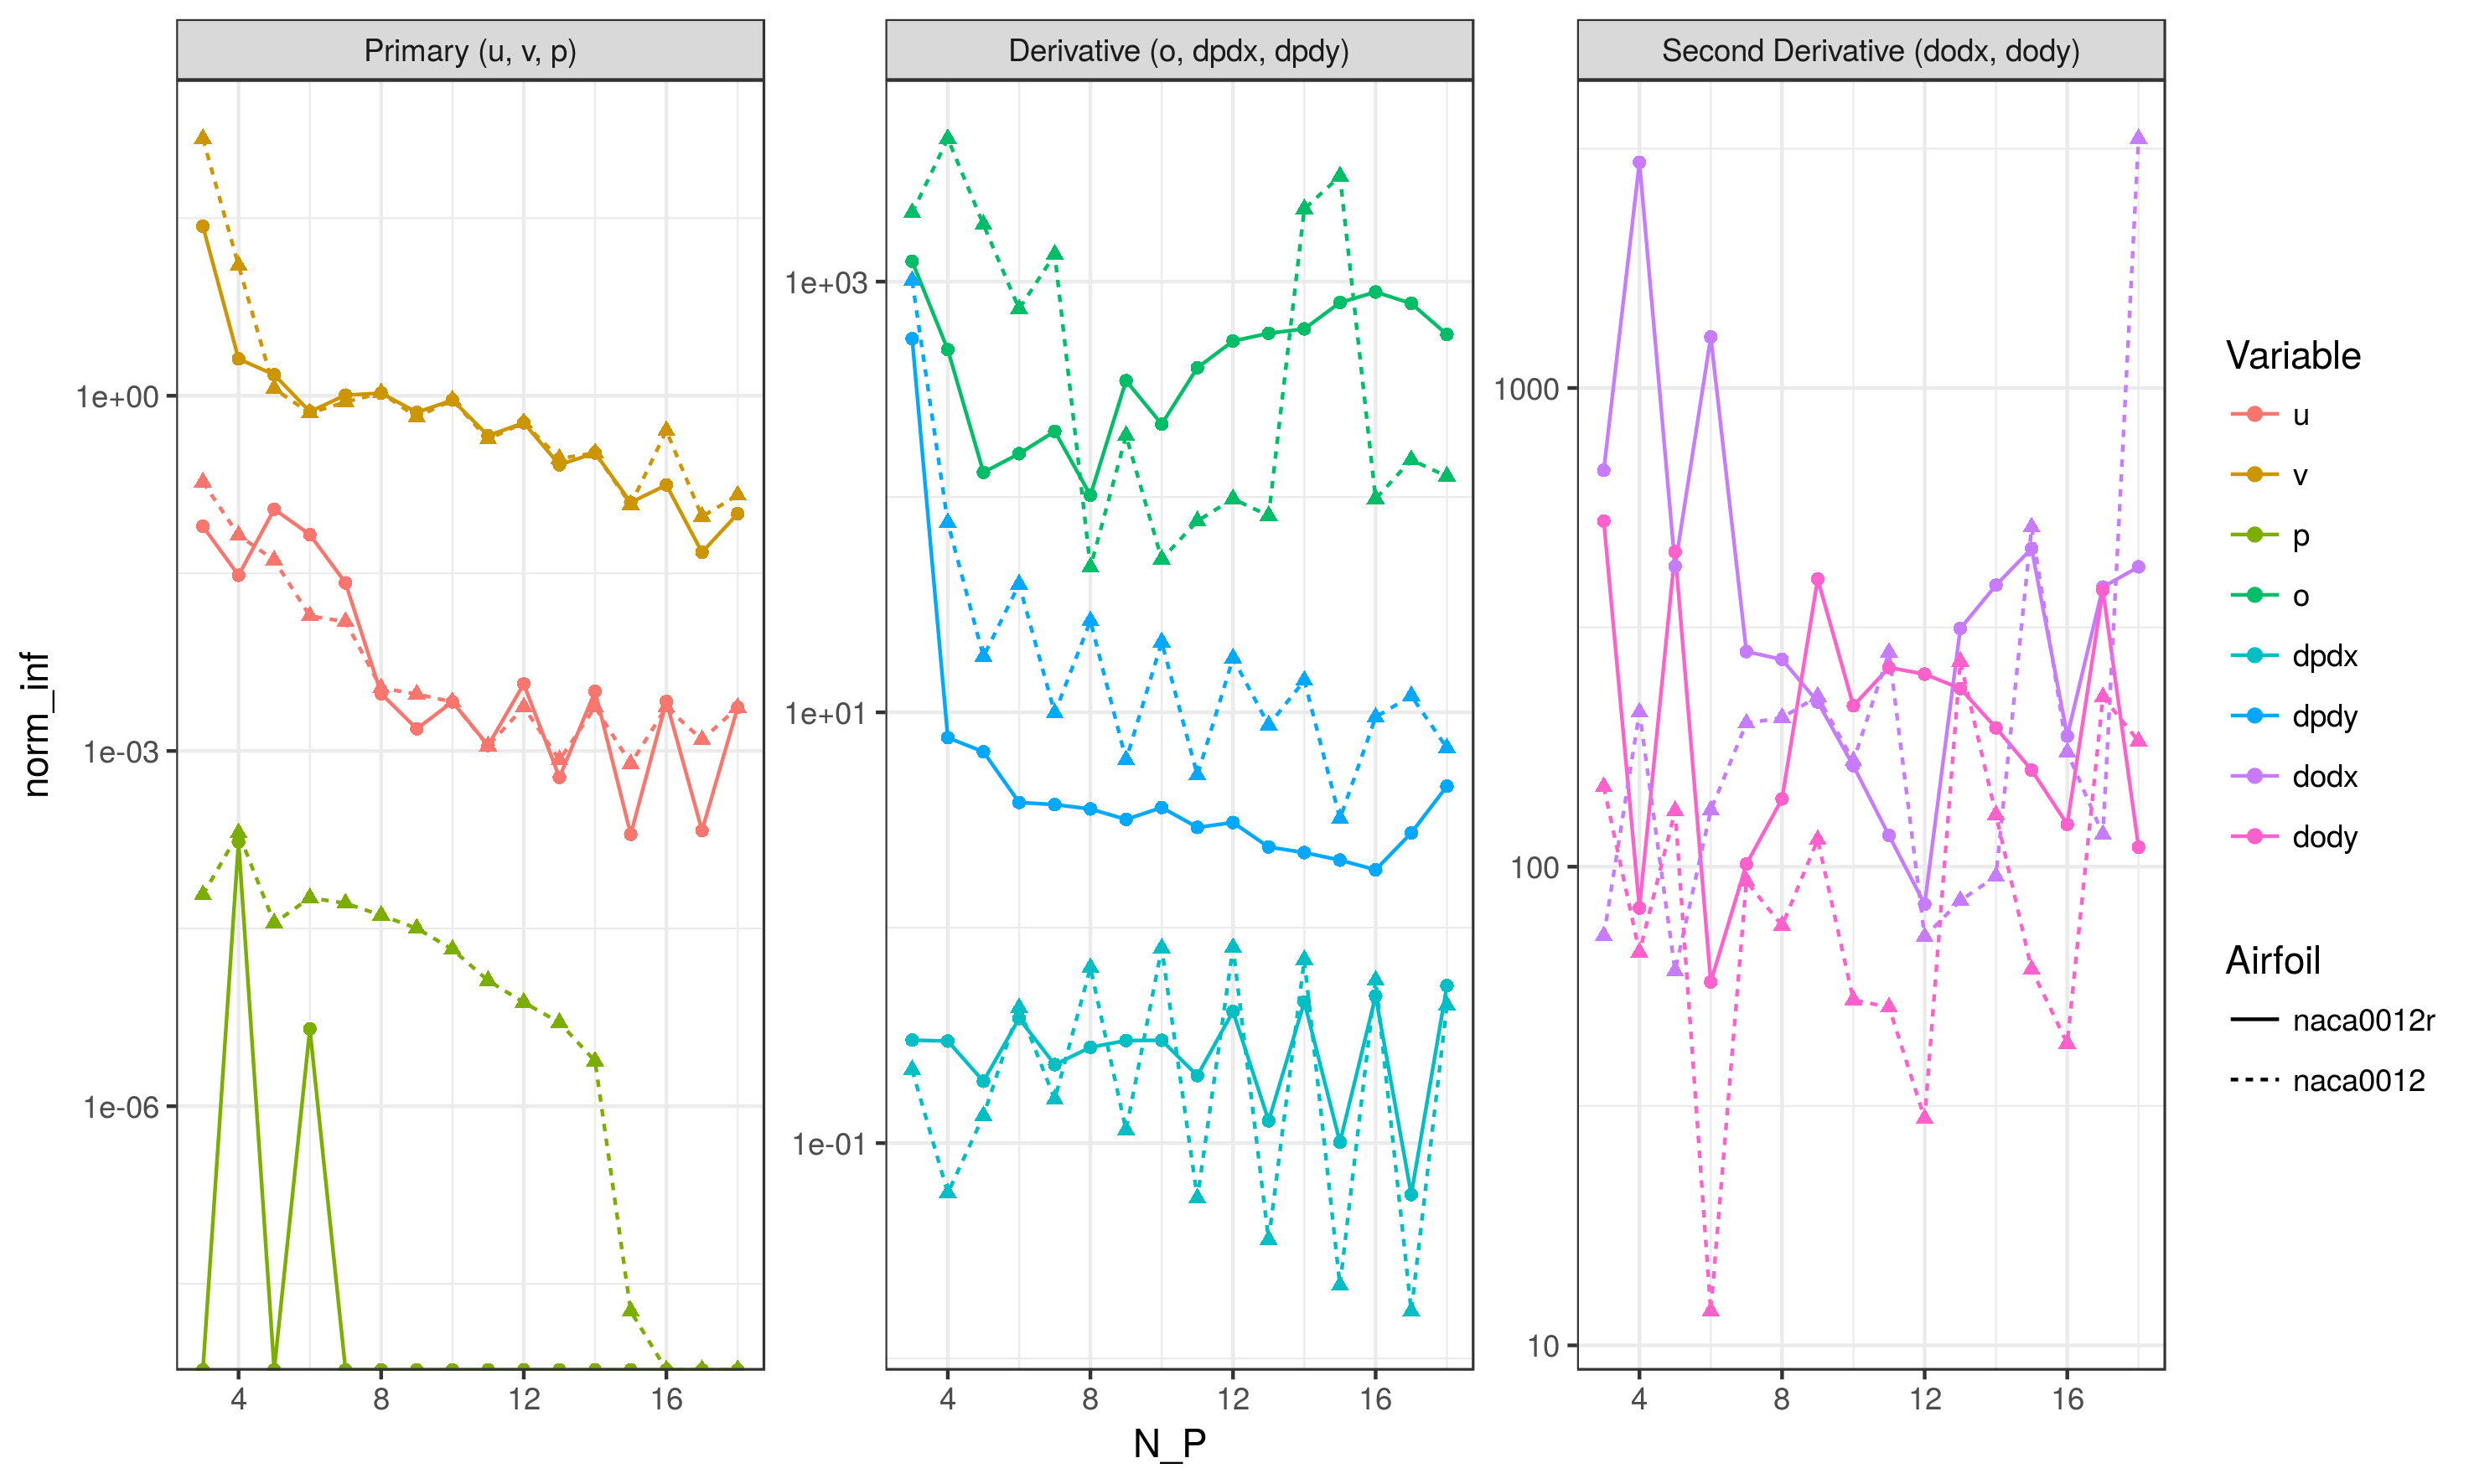 Primary (u, v, p)
Derivative (o, dpdx, dpdy)
Second Derivative (dodx, dody)
norm_inf
1e+00
1e-03
1e-06
1e+03
1e+01
1e-01
1000
100
10
4 8 12 16
4 8 12 16
4 8 12 16
N_P
Variable
u
v
p
o
dpdx
dpdy
dodx
dody
Airfoil
naca0012r
naca0012